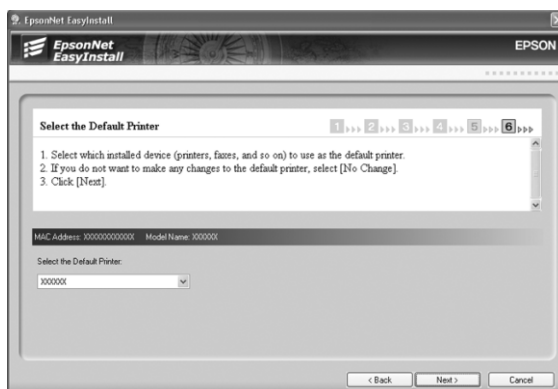 EpsonNet EasyInstall
EpsonNet
EasyInstall
EPSON
Select the Default Printer
1 2 3 4 5 6
1. Select which installed device (printers, faxes, and so on) to use as the default printer.
2. If you do not want to make any changes to the default printer, select [No Change].
3. Click [Next].
MAC Address: XXXXXXXXXXXX Model Name: XXXXXX
Select the Default Printer:
XXXXXX
< Back
Next >
Cancel